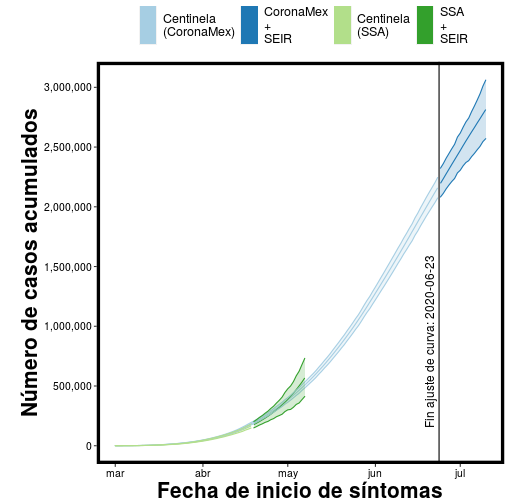 Centinela
(CoronaMex)
CoronaMex
+
SEIR
Centinela
(SSA)
SSA
+
SEIR
Número de casos acumulados
3,000,000
2,500,000
2,000,000
1,500,000
1,000,000
500,000
0
Fin ajuste de curva: 2020-06-23
mar
abr
may
jun
jul
Fecha de inicio de síntomas